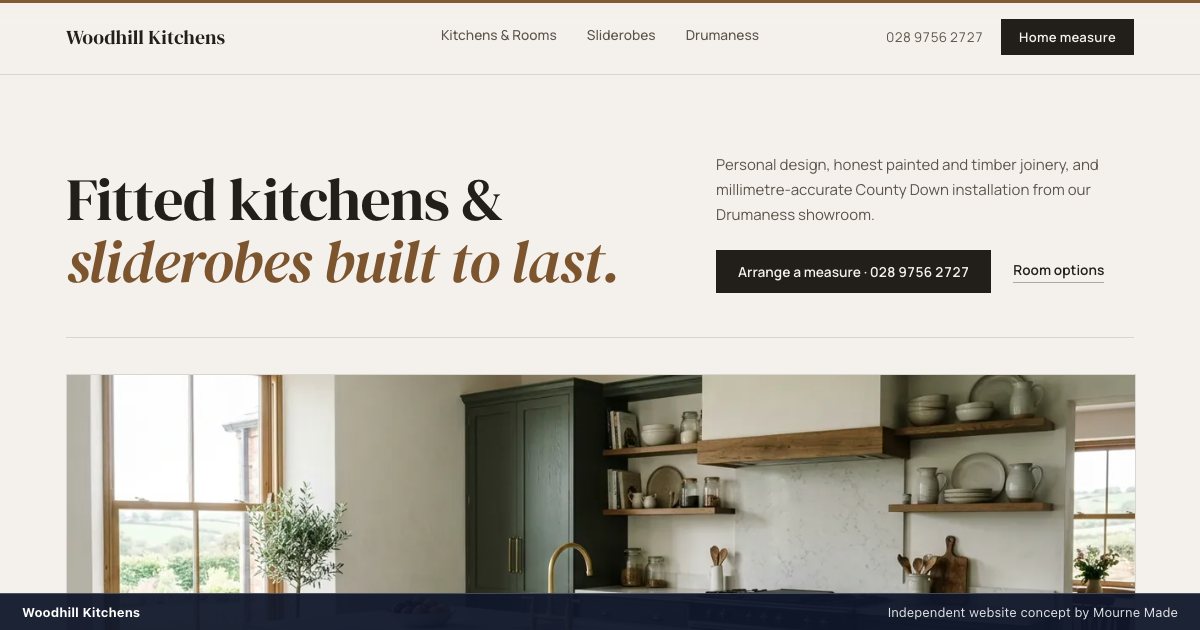 Woodhill Kitchens
Kitchens & Rooms
Sliderobes
Drumaness
028 9756 2727
Home measure
Fitted kitchens &
sliderobes built to last.
Personal design, honest painted and timber joinery, and
millimetre-accurate County Down installation from our
Drumaness showroom.
Arrange a measure · 028 9756 2727
Room options
Woodhill Kitchens
Independent website concept by Mourne Made